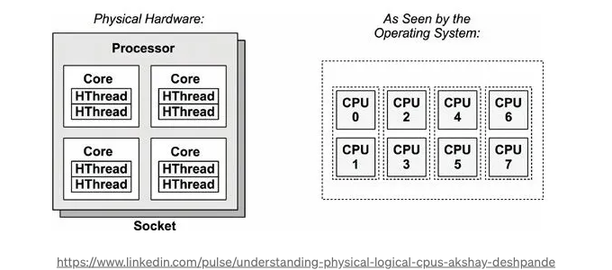 Physical Hardware:
Processor
Core
HThread
HThread
Core
HThread
HThread
Core
HThread
HThread
Core
HThread
HThread
Socket
As Seen by the
Operating System:
CPU
0
CPU
2
CPU
4
CPU
6
CPU
1
CPU
3
CPU
5
CPU
7
https://www.linkedin.com/pulse/understanding-physical-logical-cpus-akshay-deshpande